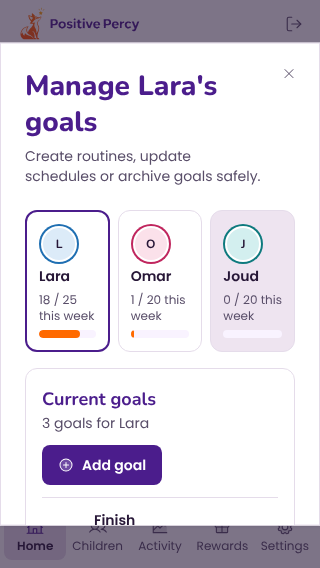 Positive Percy
Manage Lara's
goals
Create routines, update
schedules or archive goals safely.
L
Lara
18 / 25
this week
O
Omar
1 / 20 this
week
J
Joud
0 / 20 this
week
Current goals
3 goals for Lara
Add goal
Finish
Home
Children
Activity
Rewards
Settings